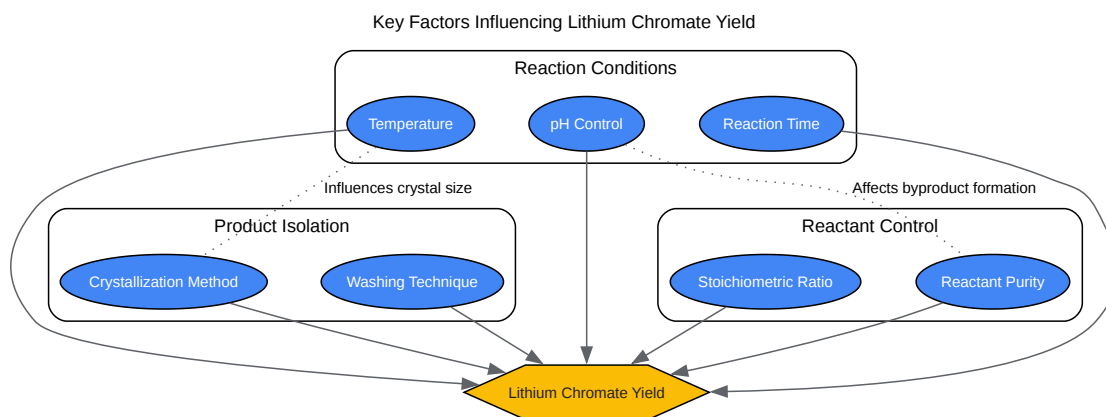 Key Factors Influencing Lithium Chromate Yield
Reaction Conditions
Temperature
pH Control
Reaction Time
Influences crystal size
Affects byproduct formation
Product Isolation
Reactant Control
Crystallization Method
Washing Technique
Stoichiometric Ratio
Reactant Purity
Lithium Chromate Yield